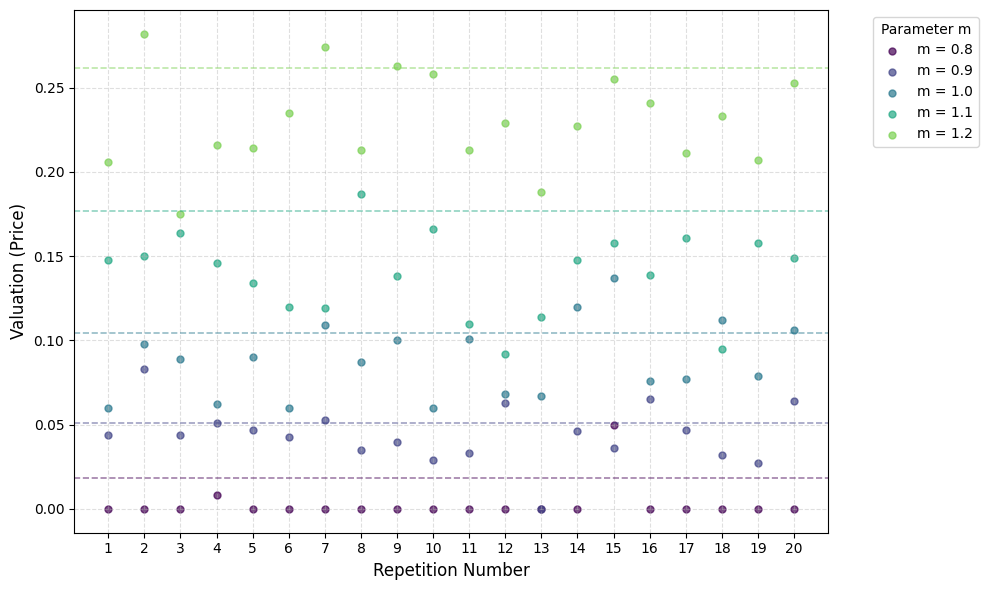 Parameter m
m = 0.8
m = 0.9
m = 1.0
m = 1.1
m = 1.2
Valuation (Price)
0.25
0.20
0.15
0.10
0.05
0.00
1 2 3 4 5 6 7 8 9 10 11 12 13 14 15 16 17 18 19 20
Repetition Number